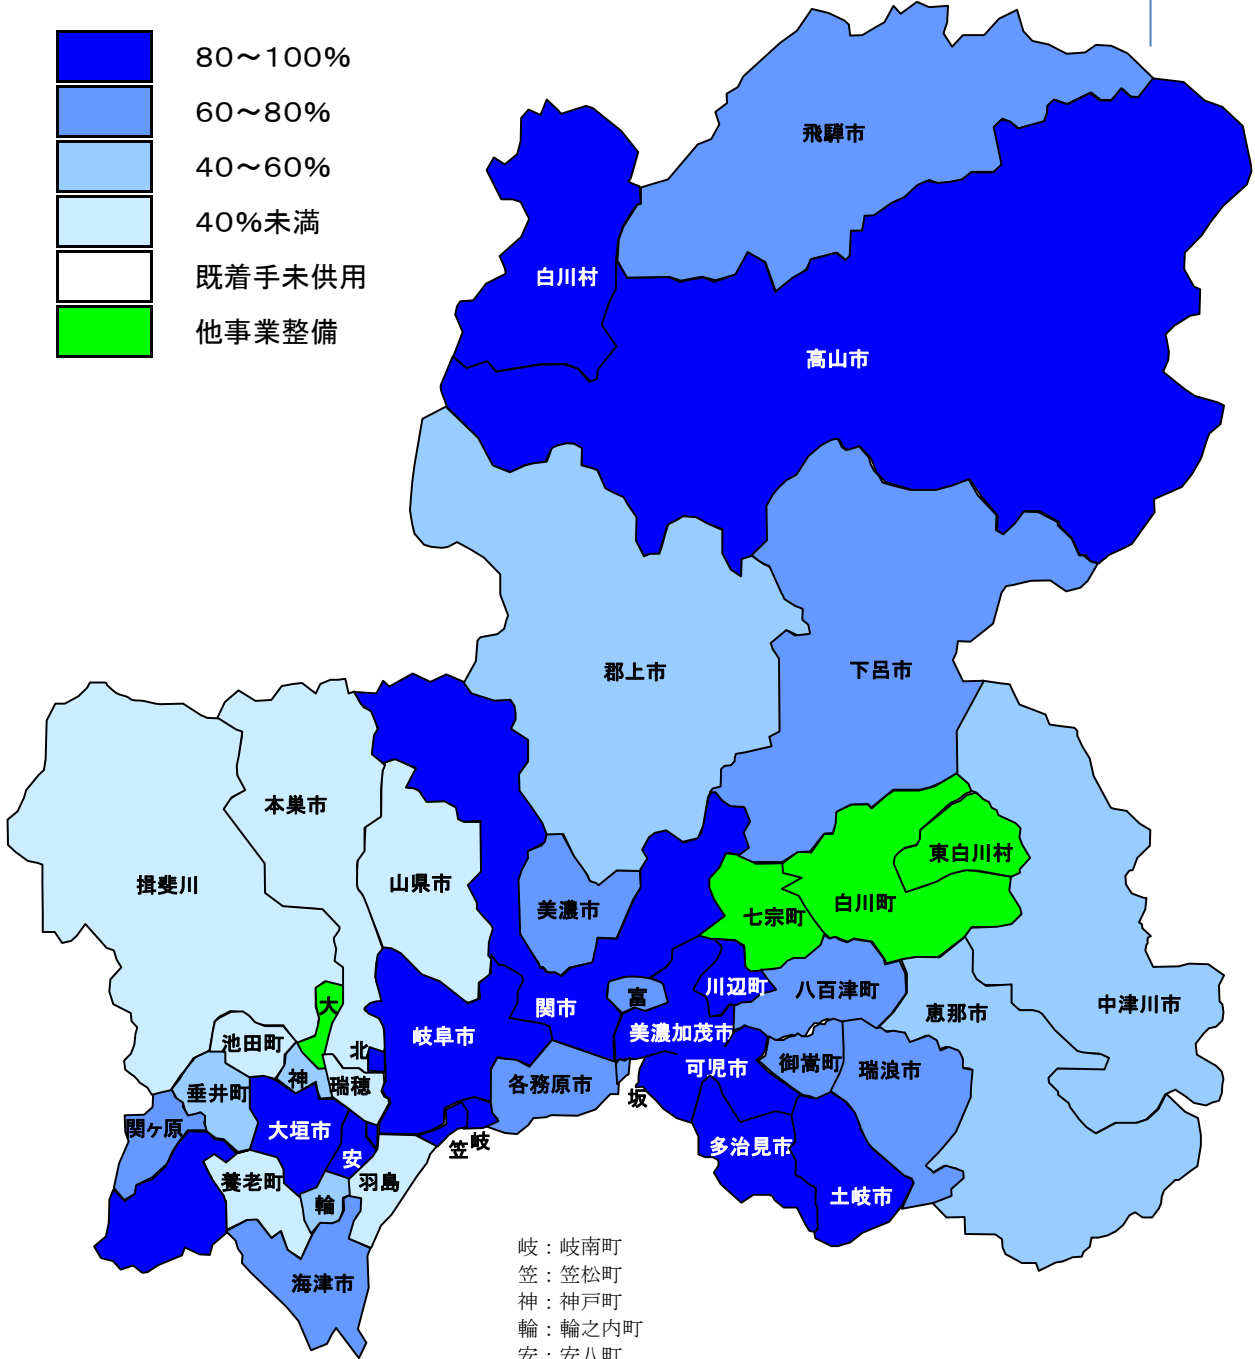 80～100%
60～80%
40～60%
40%未満
既着手未供用
他事業整備
飛騨市
白川村
高山市
郡上市
下呂市
本巣市
揖斐川
山県市
美濃市
東白川村
白川町
七宗町
川辺町
八百津町
大
富
関市
恵那市
中津川市
池田町
北
岐阜市
美濃加茂市
神
瑞穂
可児市
御嵩町
瑞浪市
垂井町
各務原市
坂
関ヶ原
大垣市
安
笠
岐
多治見市
養老町
羽島
輪
土岐市
海津市
岐：岐南町
笠：笠松町
神：神戸町
輪：輪之内町
安：安八町